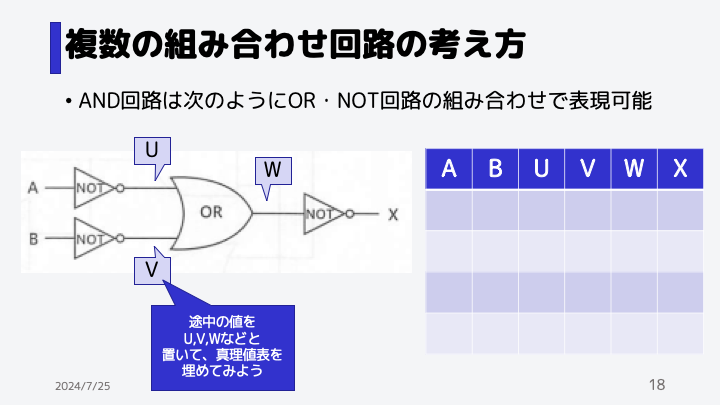 複数の組み合わせ回路の考え方
• AND回路は次のようにOR・NOT回路の組み合わせで表現可能
U
W
A NOT
OR
NOT X
B NOT
V
途中の値を
U,V,Wなどと
置いて、真理値表を
埋めてみよう
A B U V W X
2024/7/25
18